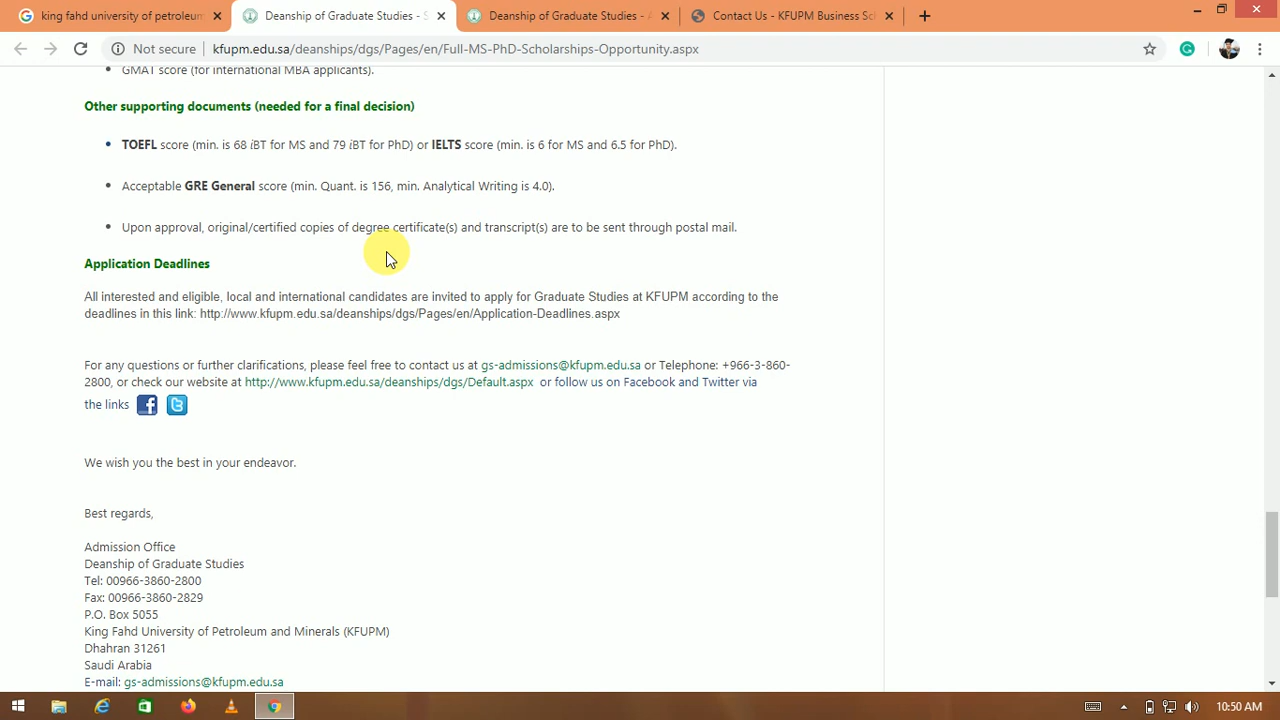 king fahd university of petroleum
Deanship of Graduate Studies - S
Deanship of Graduate Studies - A
Contact Us - KFUPM Business Sch
Not secure
kfupm.edu.sa/deanships/dgs/Pages/en/Full-MS-PhD-Scholarships-Opportunity.aspx
GMAT score (for international MBA applicants).
Other supporting documents (needed for a final decision)
TOEFL score (min. is 68 iBT for MS and 79 iBT for PhD) or IELTS score (min. is 6 for MS and 6.5 for PhD).
Acceptable GRE General score (min. Quant. is 156, min. Analytical Writing is 4.0).
Upon approval, original/certified copies of degree certificate(s) and transcript(s) are to be sent through postal mail.
Application Deadlines
All interested and eligible, local and international candidates are invited to apply for Graduate Studies at KFUPM according to the
deadlines in this link: http://www.kfupm.edu.sa/deanships/dgs/Pages/en/Application-Deadlines.aspx
For any questions or further clarifications, please feel free to contact us at gs-admissions@kfupm.edu.sa or Telephone: +966-3-860-
2800, or check our website at http://www.kfupm.edu.sa/deanships/dgs/Default.aspx or follow us on Facebook and Twitter via
the links
We wish you the best in your endeavor.
Best regards,
Admission Office
Deanship of Graduate Studies
Tel: 00966-3860-2800
Fax: 00966-3860-2829
P.O. Box 5055
King Fahd University of Petroleum and Minerals (KFUPM)
Dhahran 31261
Saudi Arabia
E-mail: gs-admissions@kfupm.edu.sa
10:50 AM